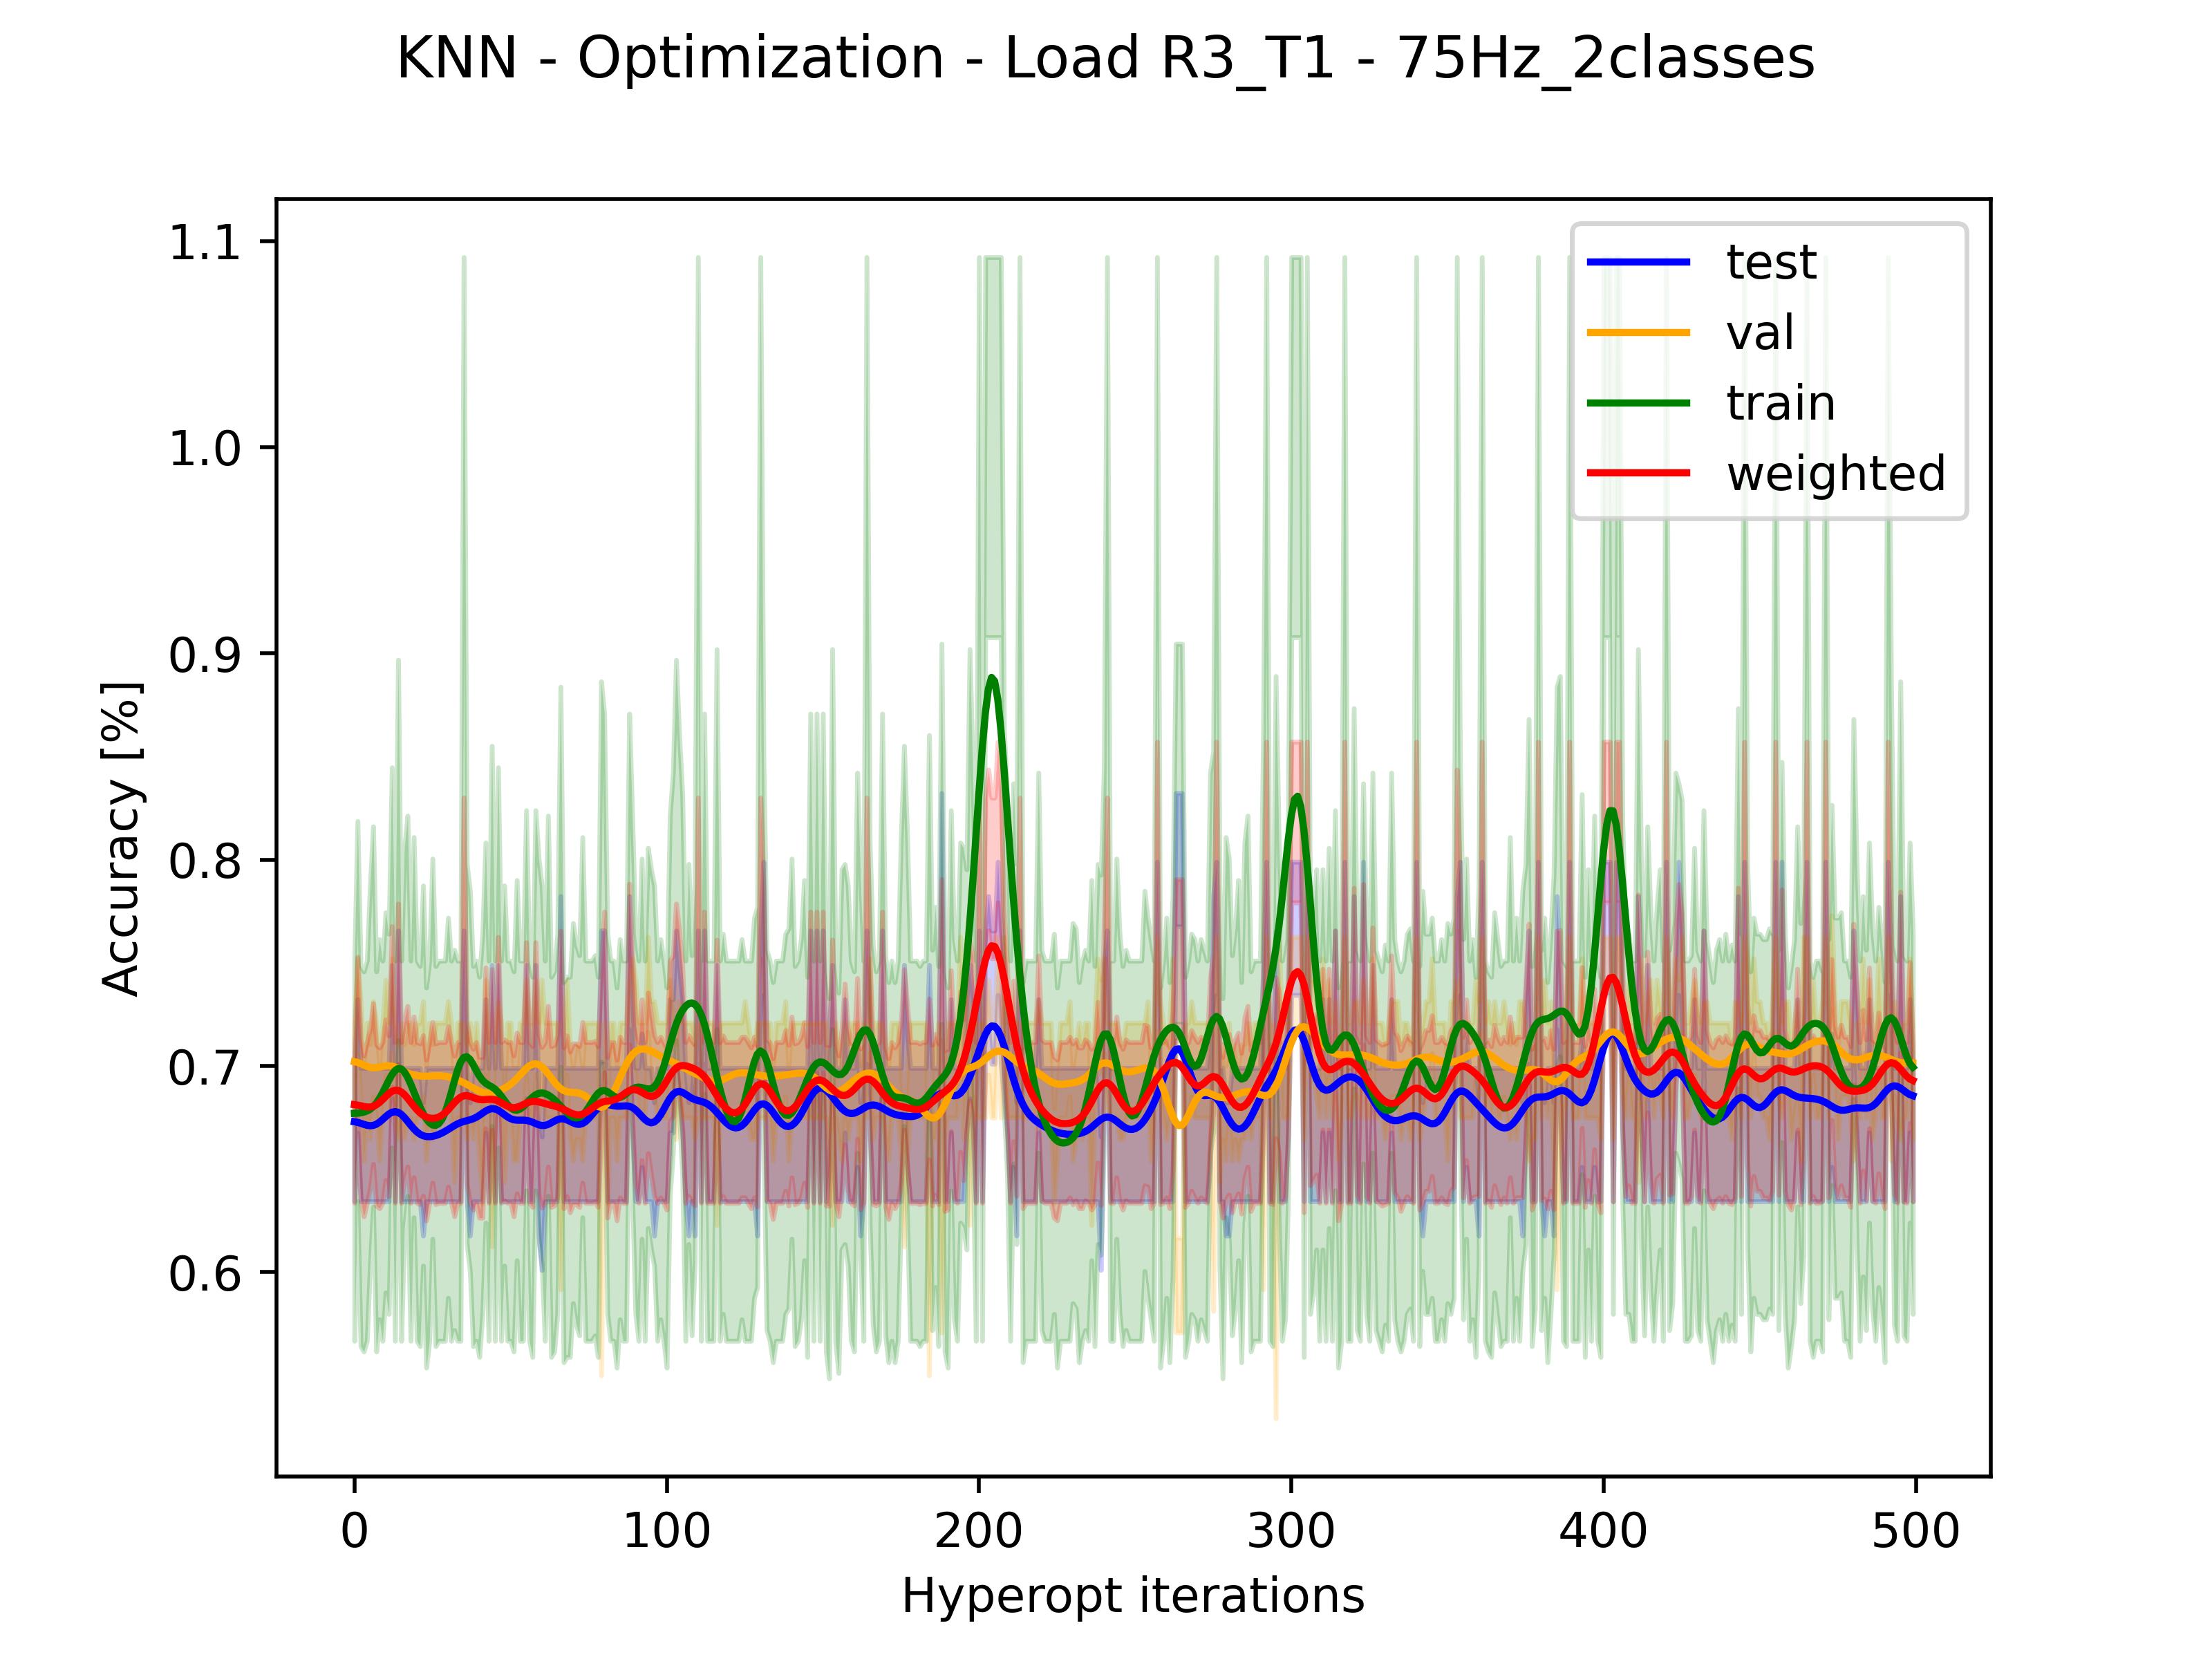 KNN - Optimization - Load R3_T1 - 75Hz_2classes
1.1
1.0
0.9
0.8
0.7
0.6
Accuracy [%]
test
val
train
weighted
0 100 200 300 400 500
Hyperopt iterations